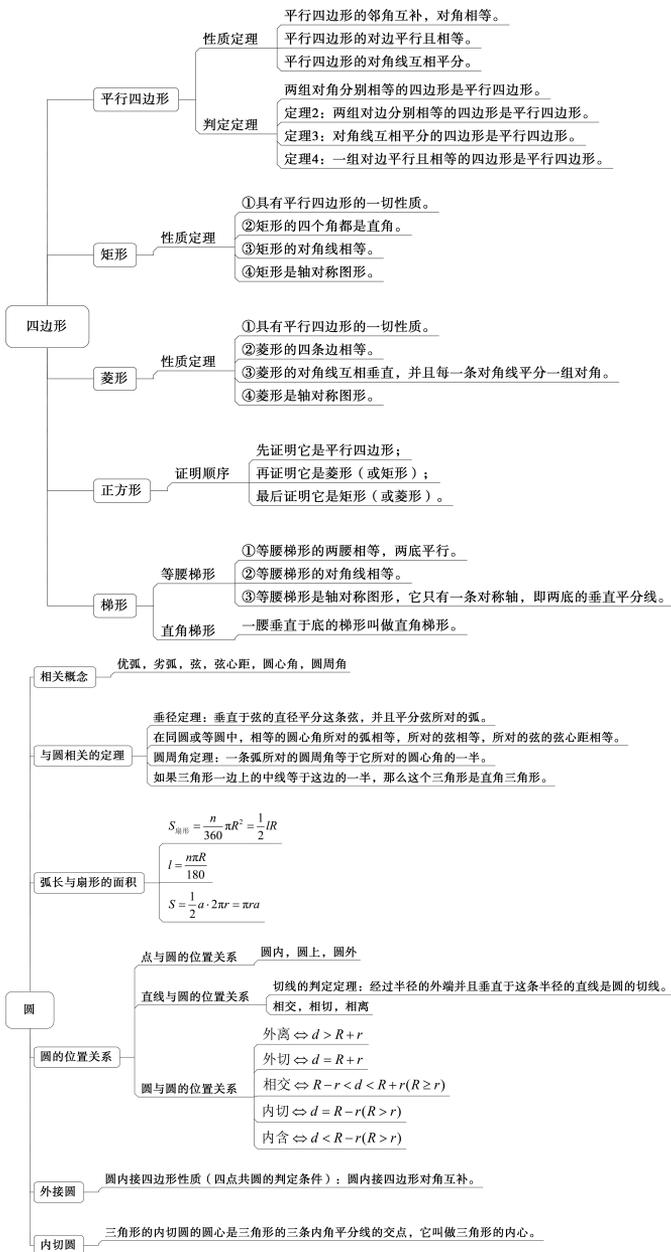 平行四边形的邻角互补，对角相等。
性质定理
平行四边形的对边平行且相等。
平行四边形的对角线互相平分。
平行四边形
两组对角分别相等的四边形是平行四边形。
定理2：两组对边分别相等的四边形是平行四边形。
判定定理
定理3：对角线互相平分的四边形是平行四边形。
定理4：一组对边平行且相等的四边形是平行四边形。
①具有平行四边形的一切性质。
②矩形的四个角都是直角。
性质定理
矩形
③矩形的对角线相等。
④矩形是轴对称图形。
四边形
①具有平行四边形的一切性质。
②菱形的四条边相等。
性质定理
菱形
③菱形的对角线互相垂直，并且每一条对角线平分一组对角。
④菱形是轴对称图形。
先证明它是平行四边形；
证明顺序
再证明它是菱形（或矩形）；
正方形
最后证明它是矩形（或菱形）。
①等腰梯形的两腰相等，两底平行。
等腰梯形
②等腰梯形的对角线相等。
③等腰梯形是轴对称图形，它只有一条对称轴，即两底的垂直平分线。
梯形
直角梯形
一腰垂直于底的梯形叫做直角梯形。
相关概念
优弧，劣弧，弦，弦心距，圆心角，圆周角
垂径定理：垂直于弦的直径平分这条弦，并且平分弦所对的弧。
在同圆或等圆中，相等的圆心角所对的弧相等，所对的弦相等，所对的弦的弦心距相等。
与圆相关的定理
圆周角定理：一条弧所对的圆周角等于它所对的圆心角的一半。
如果三角形一边上的中线等于这边的一半，那么这个三角形是直角三角形。
S扇形=n/360 πR²=1/2 lR
l=nπR/180
弧长与扇形的面积
S=1/2 a·2πr=πra
点与圆的位置关系
圆内，圆上，圆外
切线的判定定理：经过半径的外端并且垂直于这条半径的直线是圆的切线。
直线与圆的位置关系
相交，相切，相离
圆
圆的位置关系
外离⇔d>R+r
外切⇔d=R+r
圆与圆的位置关系
相交⇔R-r<d<R+r(R≥r)
内切⇔d=R-r(R>r)
内含⇔d<R-r(R>r)
外接圆
圆内接四边形性质（四点共圆的判定条件）：圆内接四边形对角互补。
内切圆
三角形的内切圆的圆心是三角形的三条内角平分线的交点，它叫做三角形的内心。